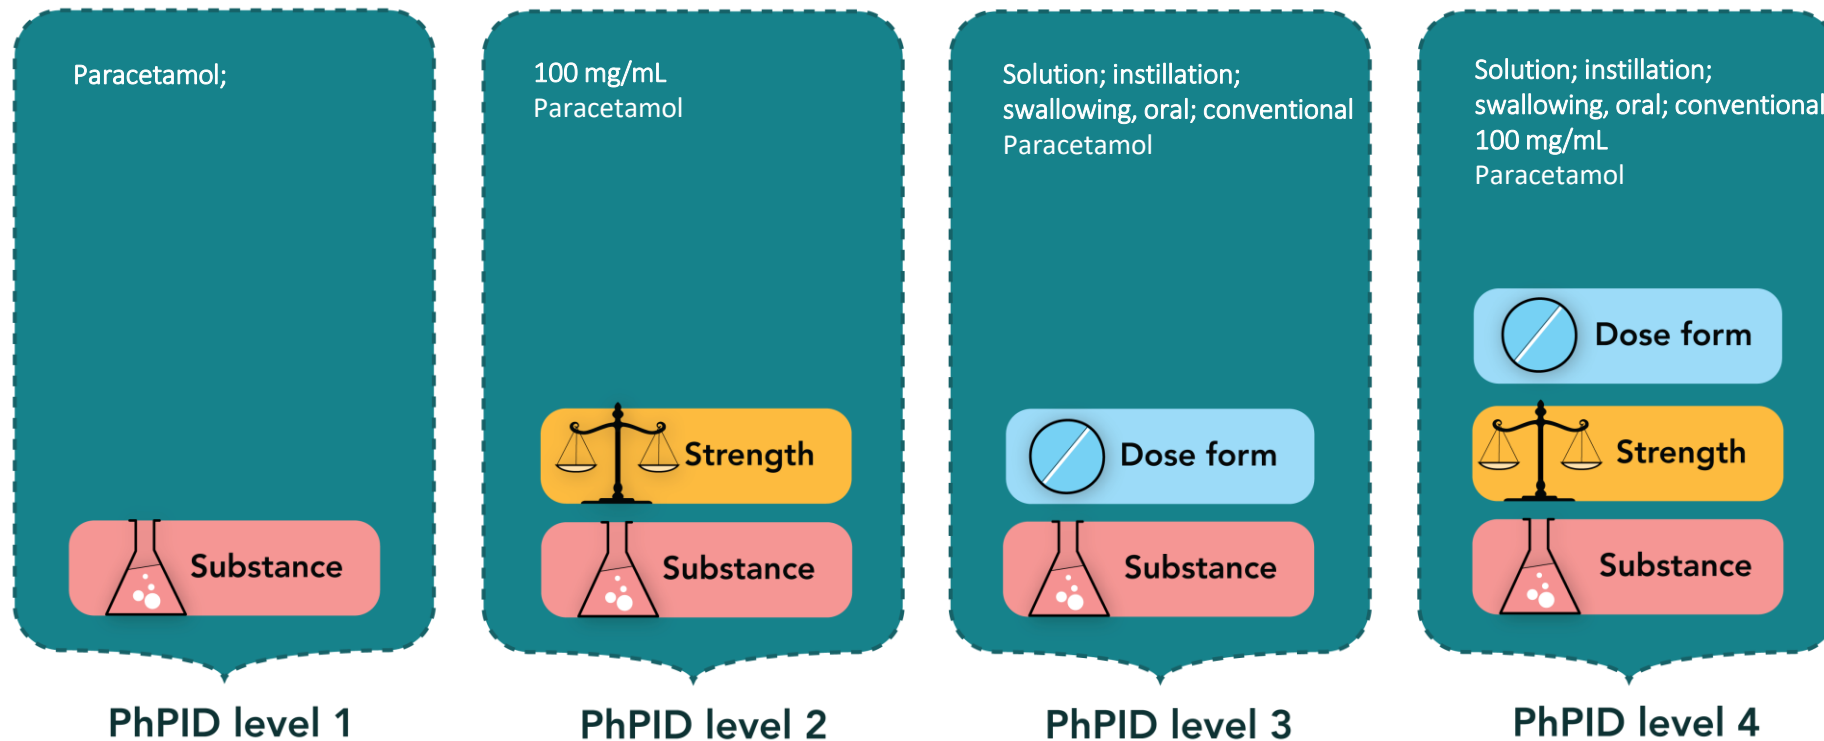 Paracetamol;
Substance
PhPID level 1
100 mg/mL
Paracetamol
Strength
Substance
PhPID level 2
Solution; instillation;
swallowing, oral; conventional
Paracetamol
Dose form
Substance
PhPID level 3
Solution; instillation;
swallowing, oral; conventional
100 mg/mL
Paracetamol
Dose form
Strength
Substance
PhPID level 4